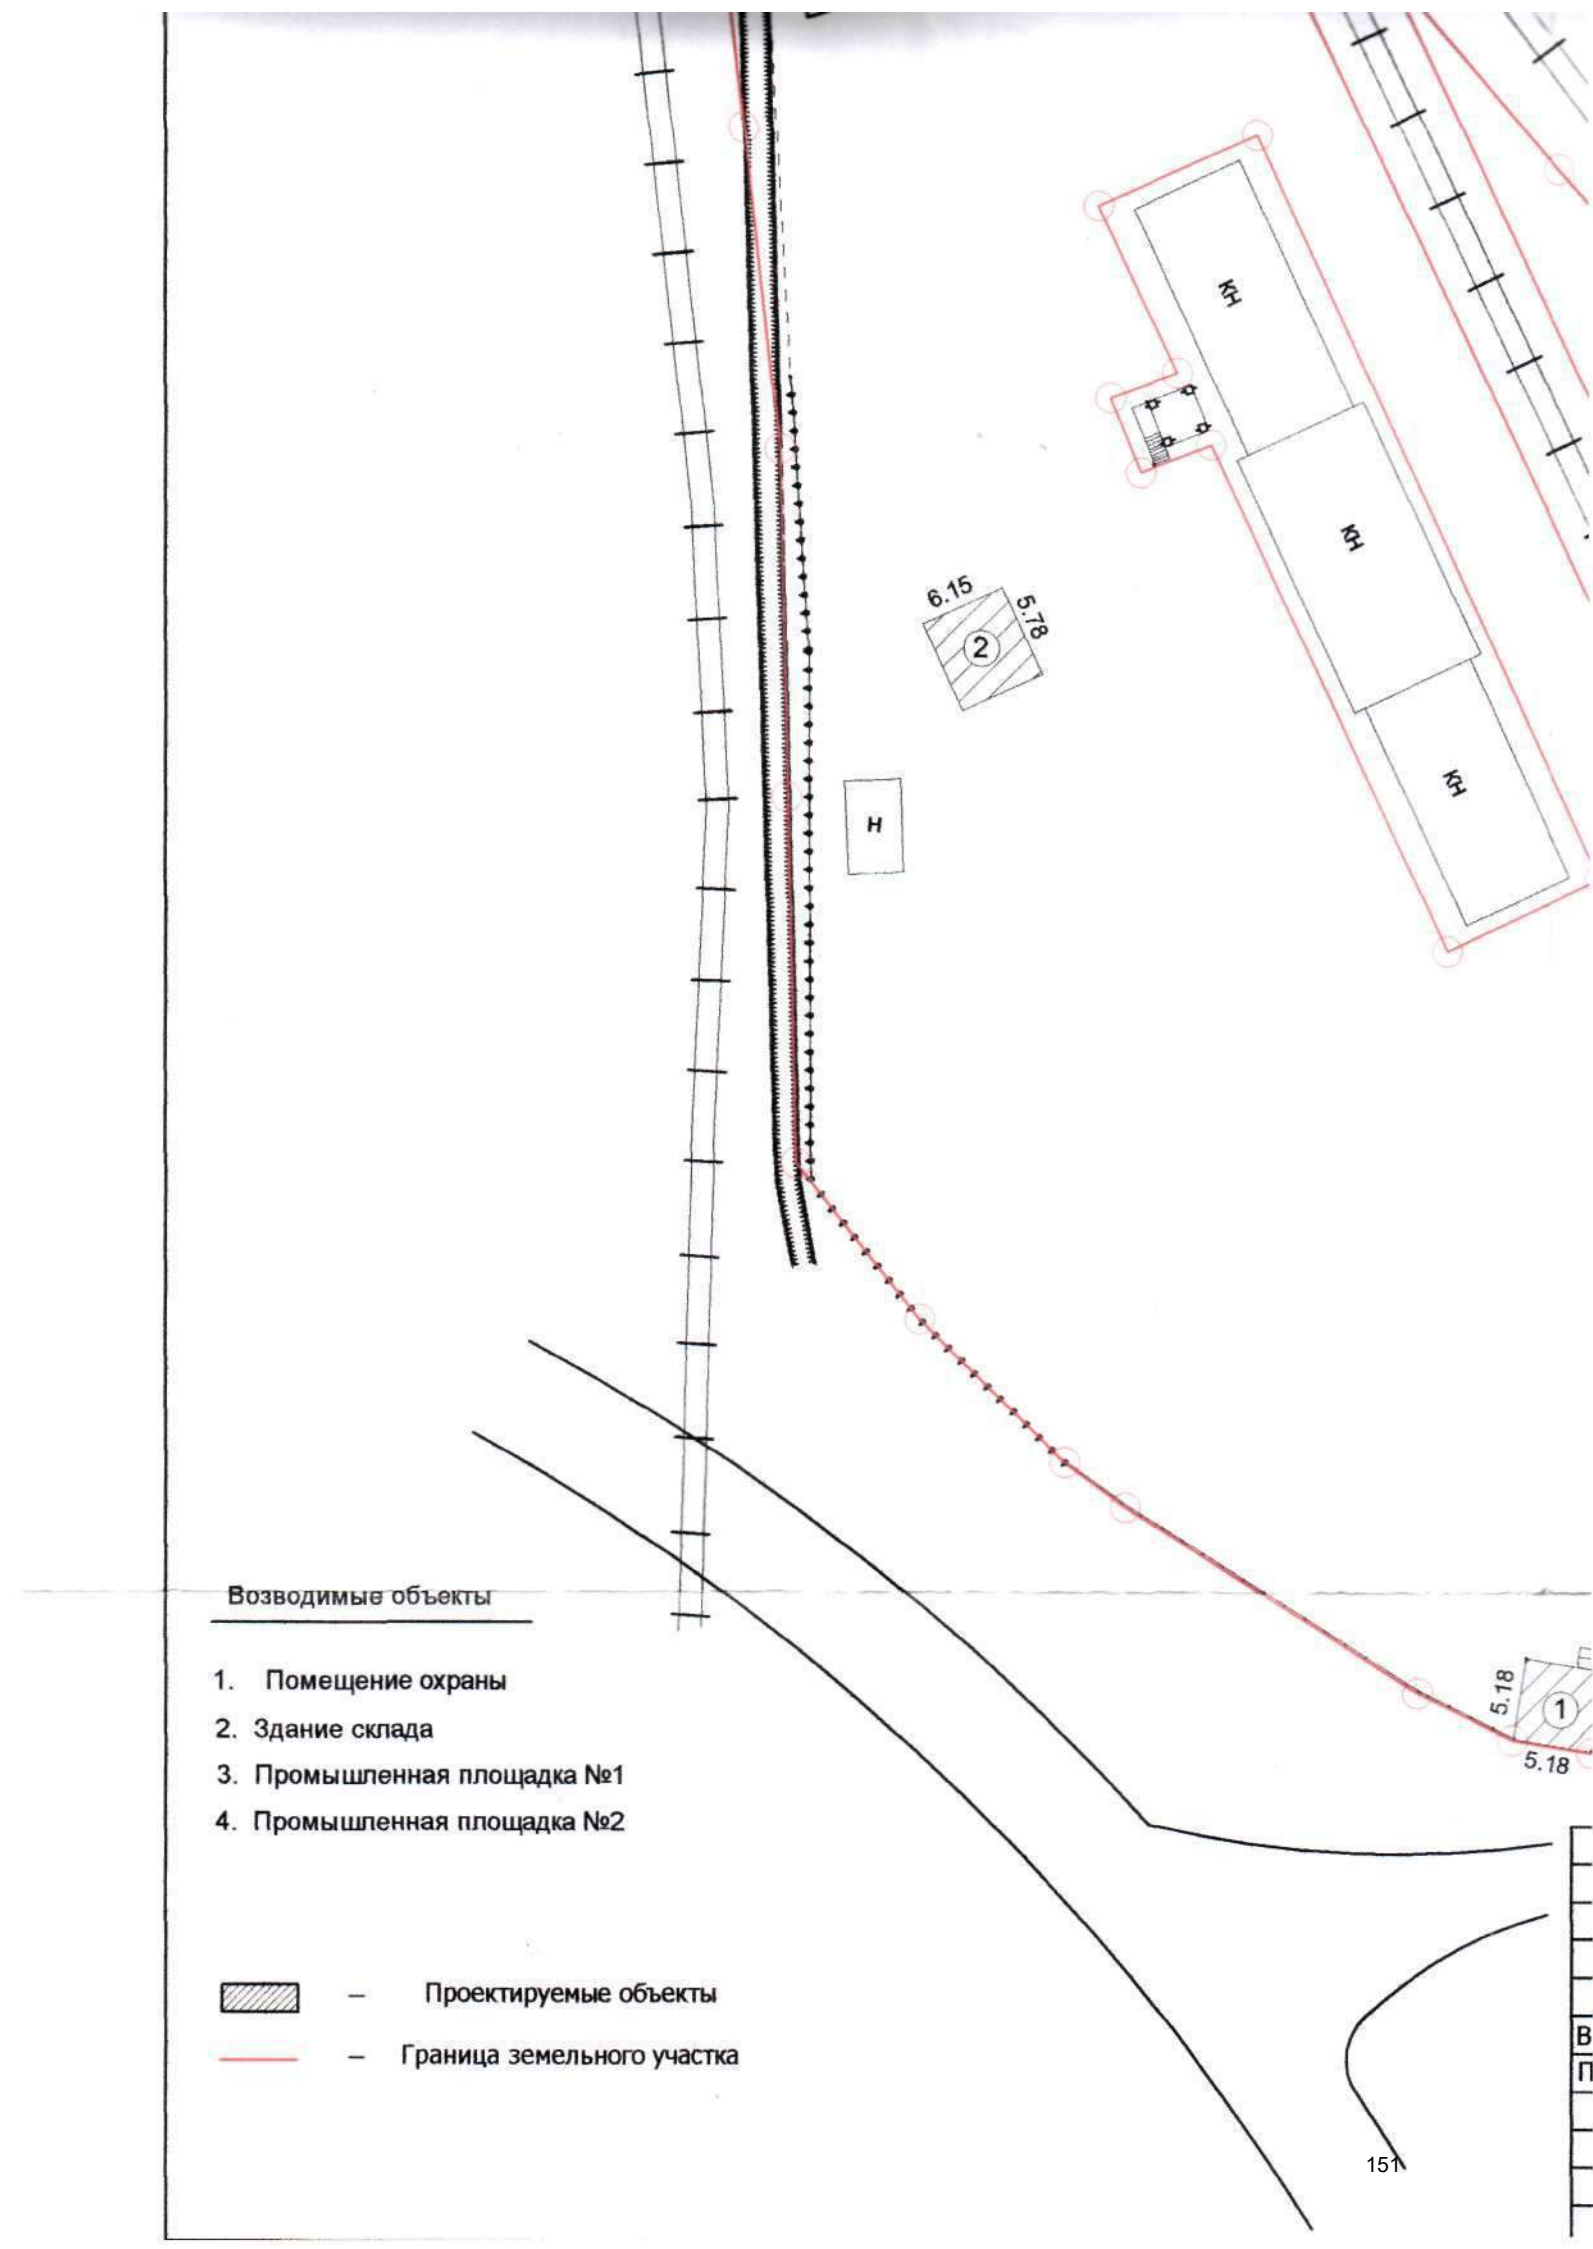 КН
КН
КН
6.15
5.78
2
Н
Возводимые объекты
1. Помещение охраны
2. Здание склада
3. Промышленная площадка №1
4. Промышленная площадка №2
5.18
1
5.18
– Проектируемые объекты
– Граница земельного участка
В
П
151